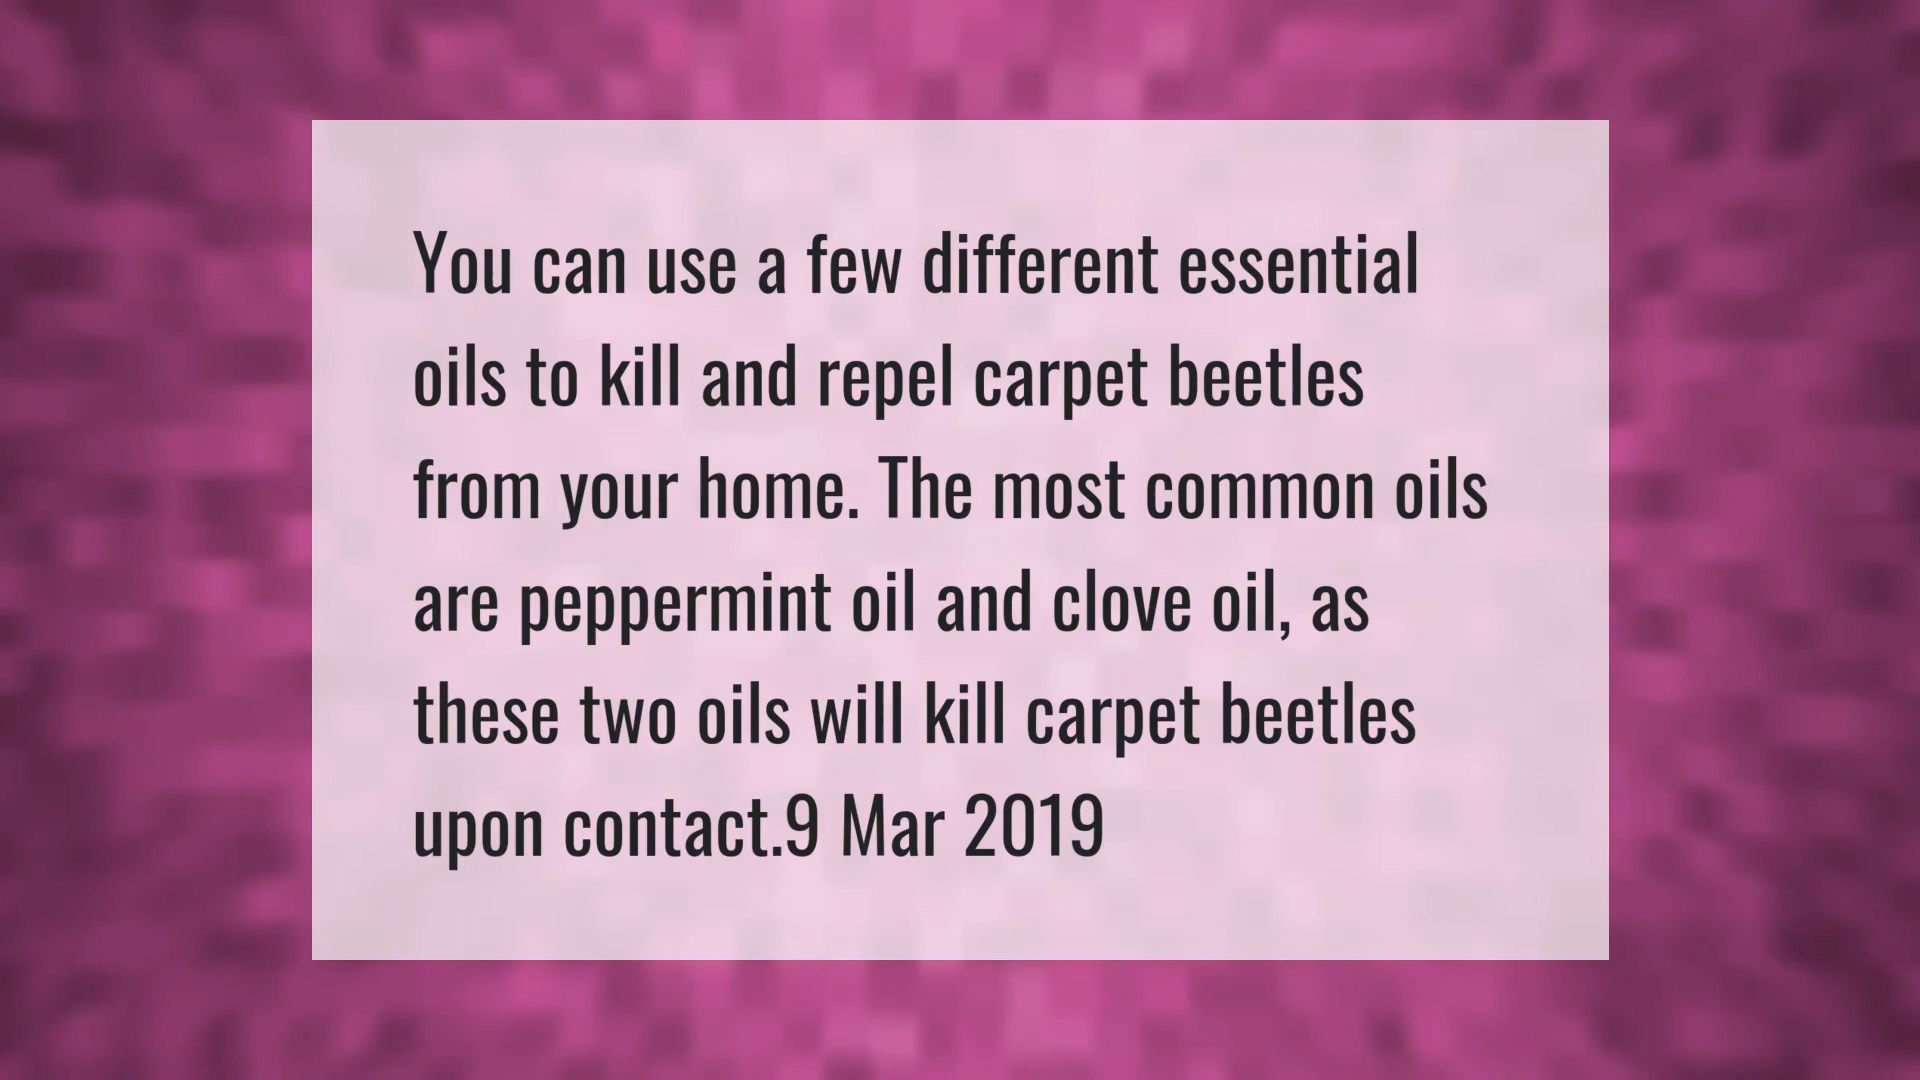 You can use a few different essential
oils to kill and repel carpet beetles
from your home. The most common oils
are peppermint oil and clove oil, as
these two oils will kill carpet beetles
upon contact.9 Mar 2019